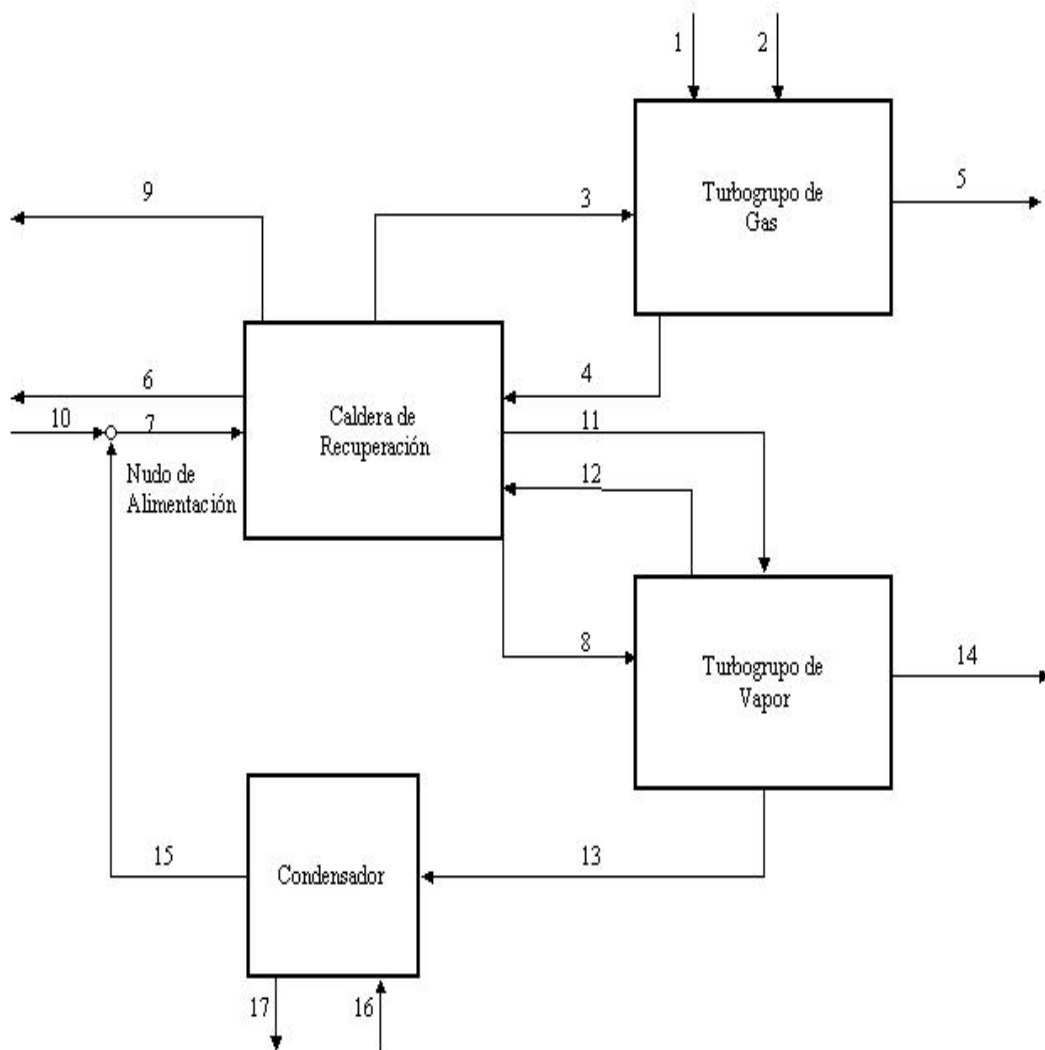 1 2
Turbogrupo de
Gas
5
9
3
6
4
10 7
Caldera de
Recuperación
11
12
Nudo de
Alimentación
8
Turbogrupo de
Vapor
14
15
13
Condensador
17
16